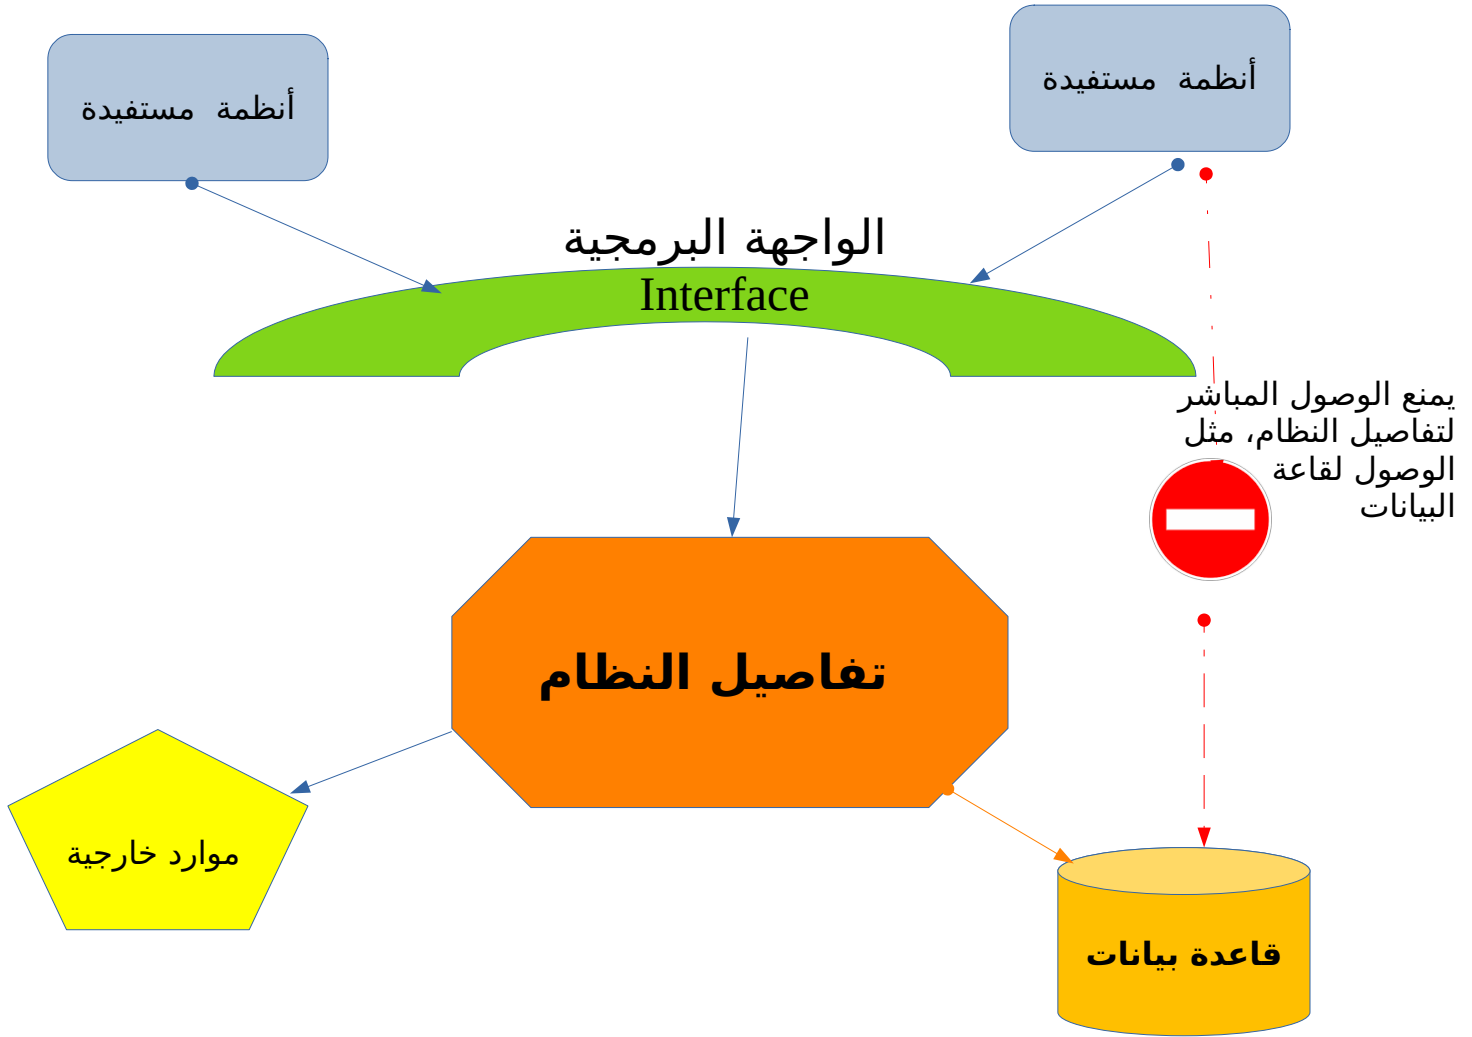 أنظمة مستفيدة
أنظمة مستفيدة
الواجهة البرمجية
Interface
يمنع الوصول المباشر
لتفاصيل النظام، مثل
الوصول لقاعة
البيانات
تفاصيل النظام
موارد خارجية
قاعدة بيانات